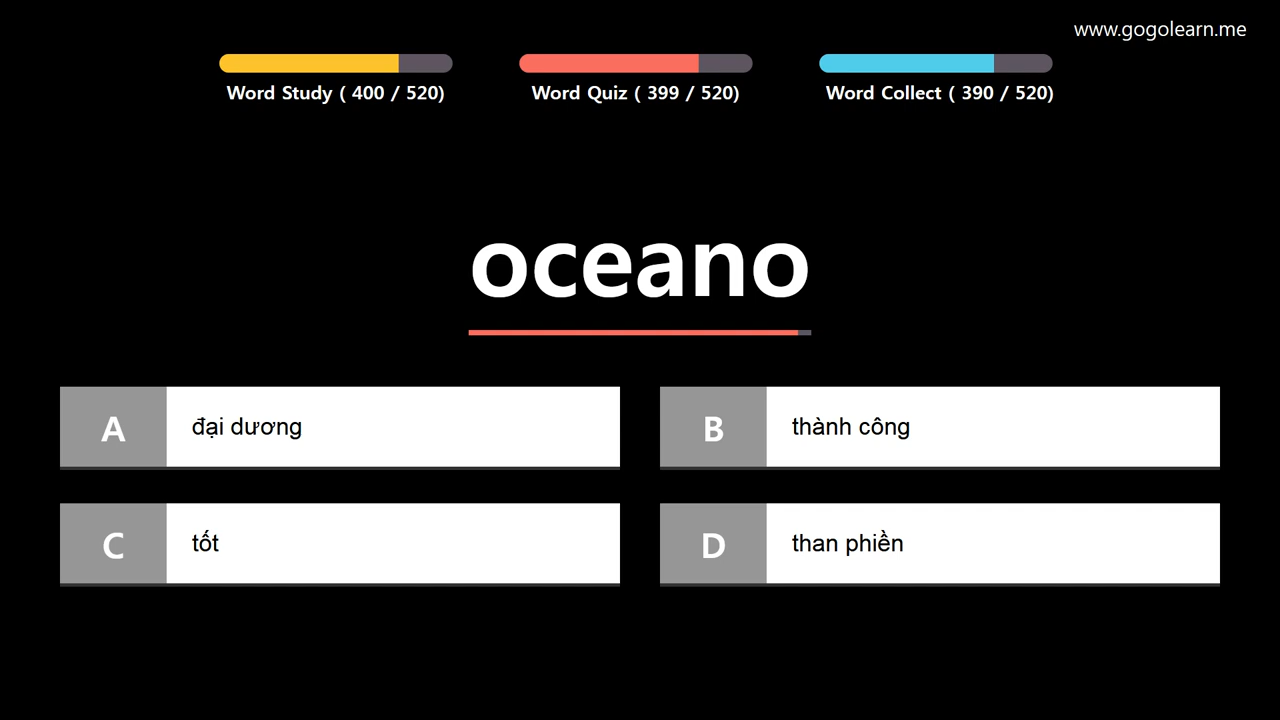 www.gogolearn.me
Word Study ( 400 / 520)
Word Quiz ( 399 / 520)
Word Collect ( 390 / 520)
oceano
A đại dương
B thành công
C tốt
D than phiền